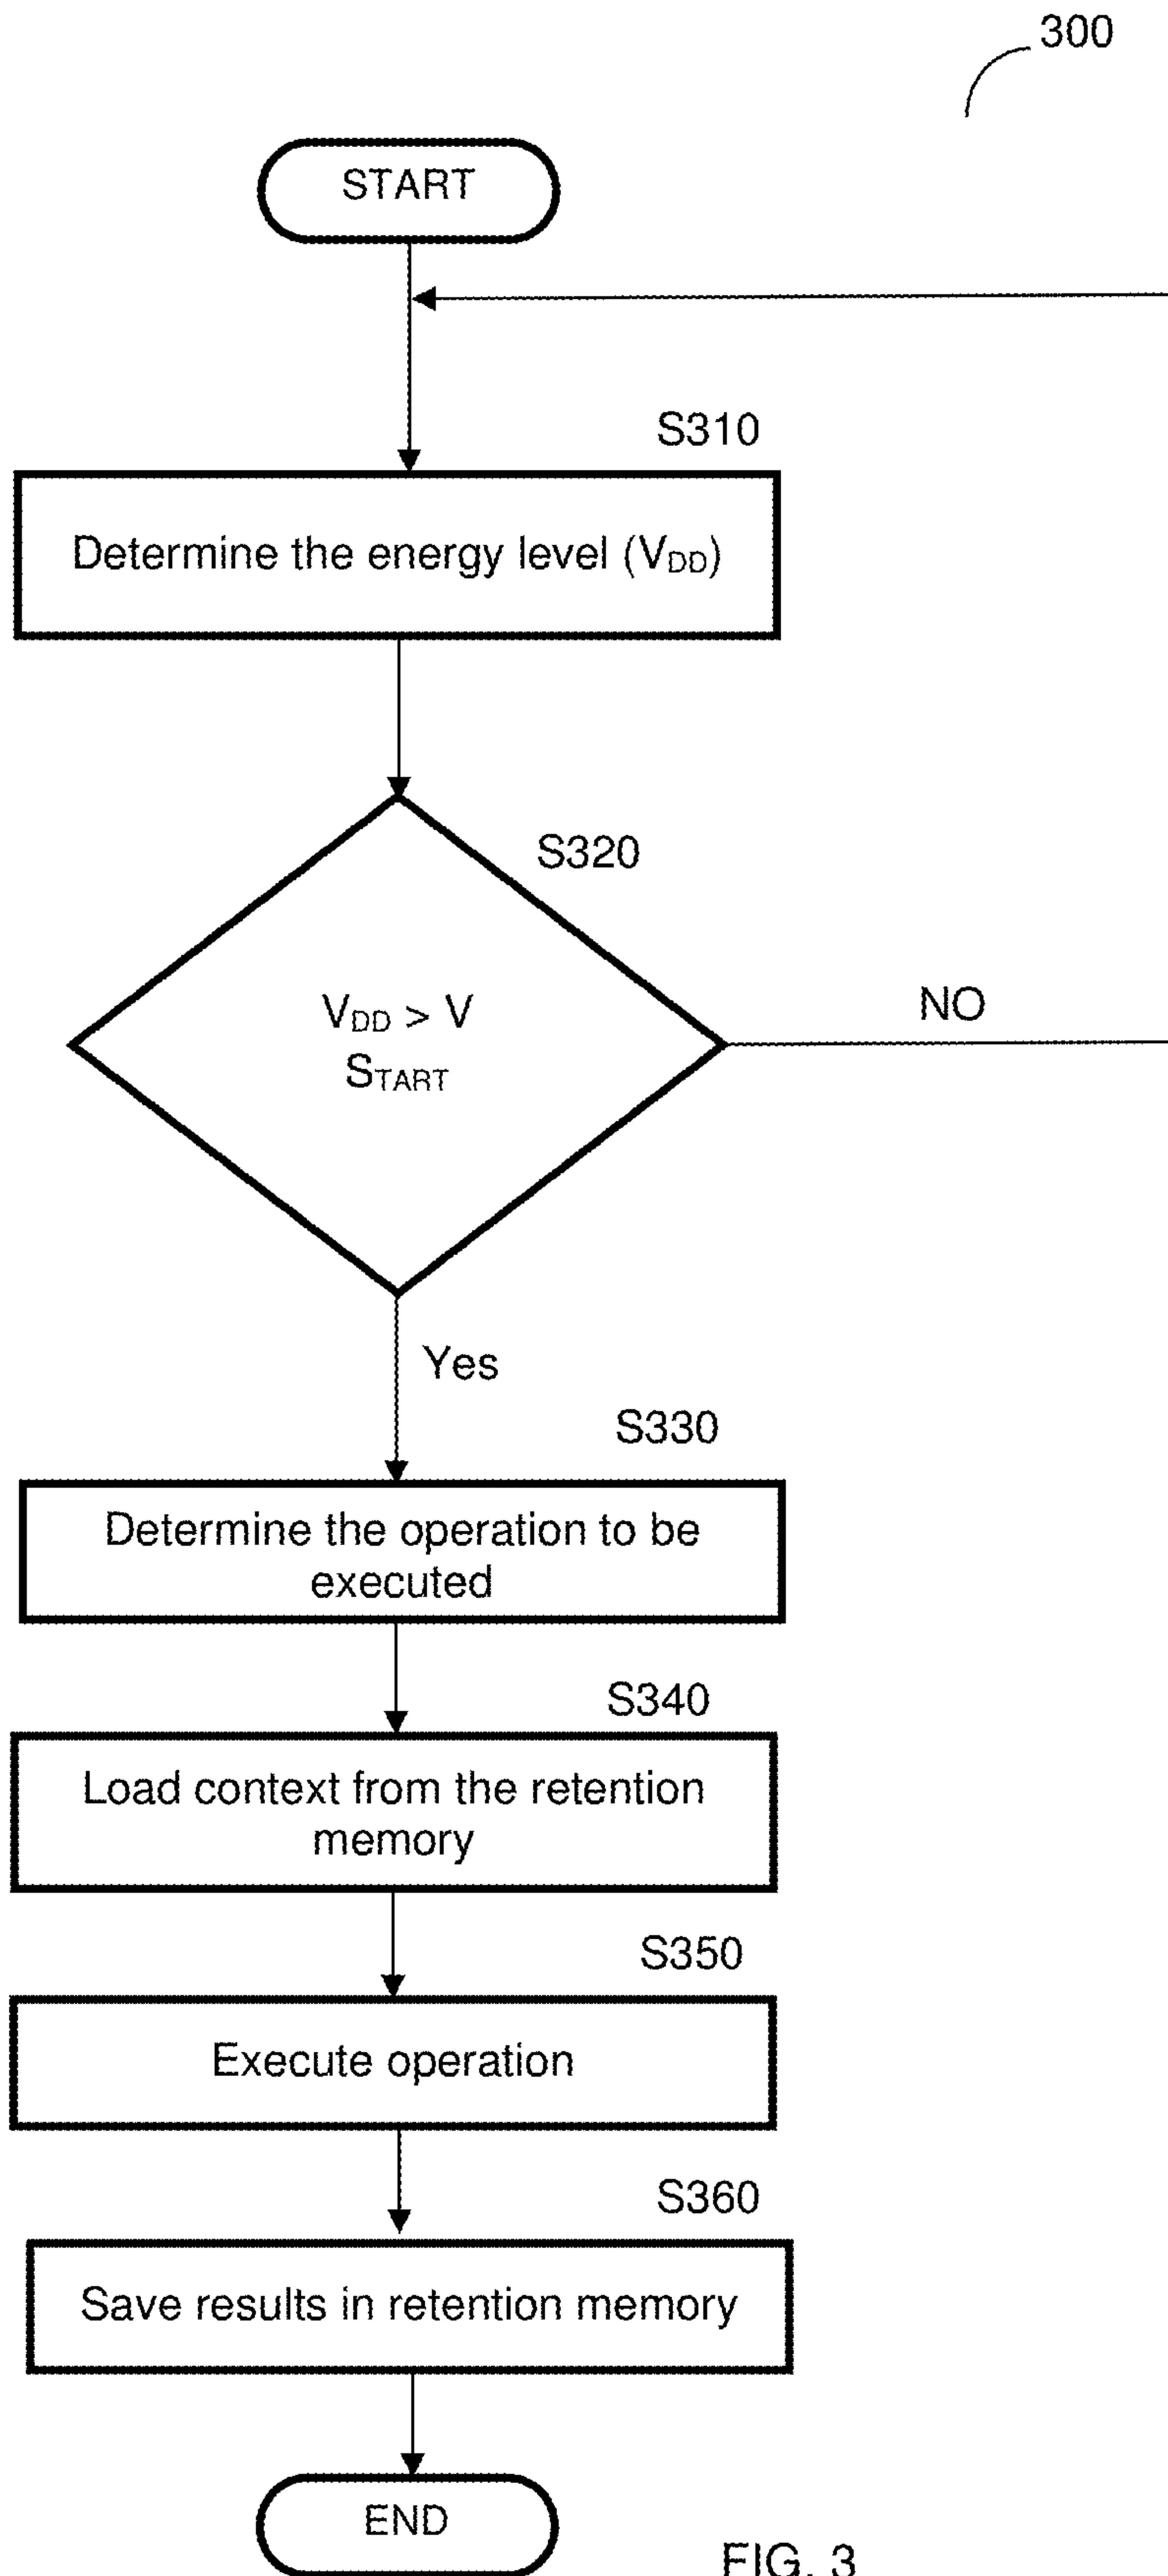 300
START
S310
Determine the energy level (VDD)
S320
VDD > V
START
NO
Yes
S330
Determine the operation to be
executed
S340
Load context from the retention
memory
S350
Execute operation
S360
Save results in retention memory
END
FIG. 3